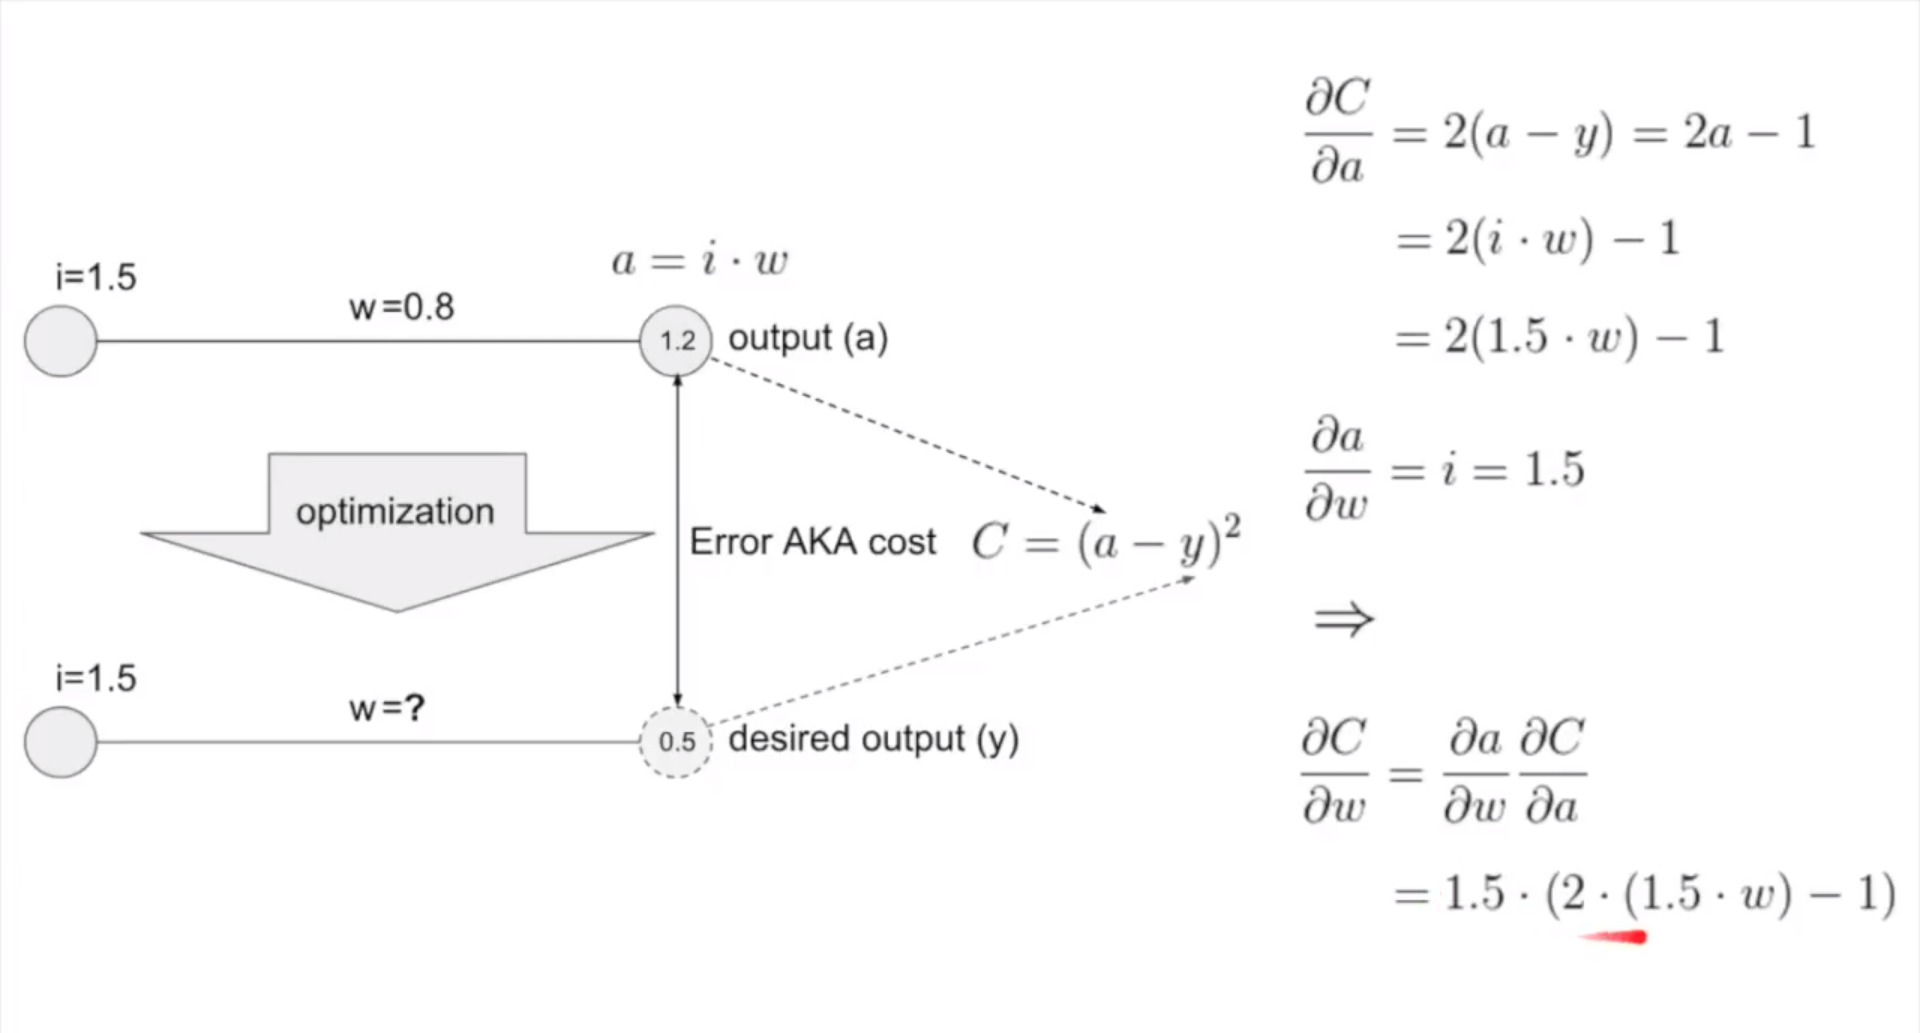 i=1.5
w=0.8
a = i · w
1.2
output (a)
optimization
Error AKA cost
C = (a − y)²
i=1.5
w=?
0.5
desired output (y)
∂C/∂a = 2(a − y) = 2a − 1
= 2(i · w) − 1
= 2(1.5 · w) − 1
∂a/∂w = i = 1.5
⇒
∂C/∂w = ∂a/∂w ∂C/∂a
= 1.5 · (2 · (1.5 · w) − 1)